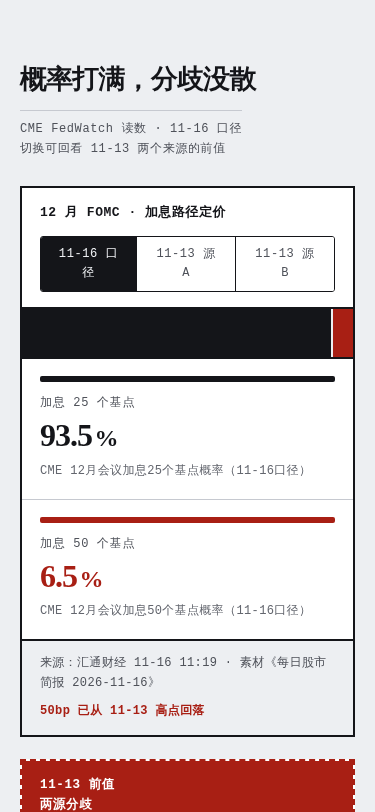 概率打满，分歧没散
CME FedWatch 读数 · 11-16 口径
切换可回看 11-13 两个来源的前值
12 月 FOMC · 加息路径定价
11-16 口
径
11-13 源
A
11-13 源
B
加息 25 个基点
93.5%
CME 12月会议加息25个基点概率（11-16口径）
加息 50 个基点
6.5%
CME 12月会议加息50个基点概率（11-16口径）
来源：汇通财经 11-16 11:19 · 素材《每日股市
简报 2026-11-16》
50bp 已从 11-13 高点回落
11-13 前值
两源分歧